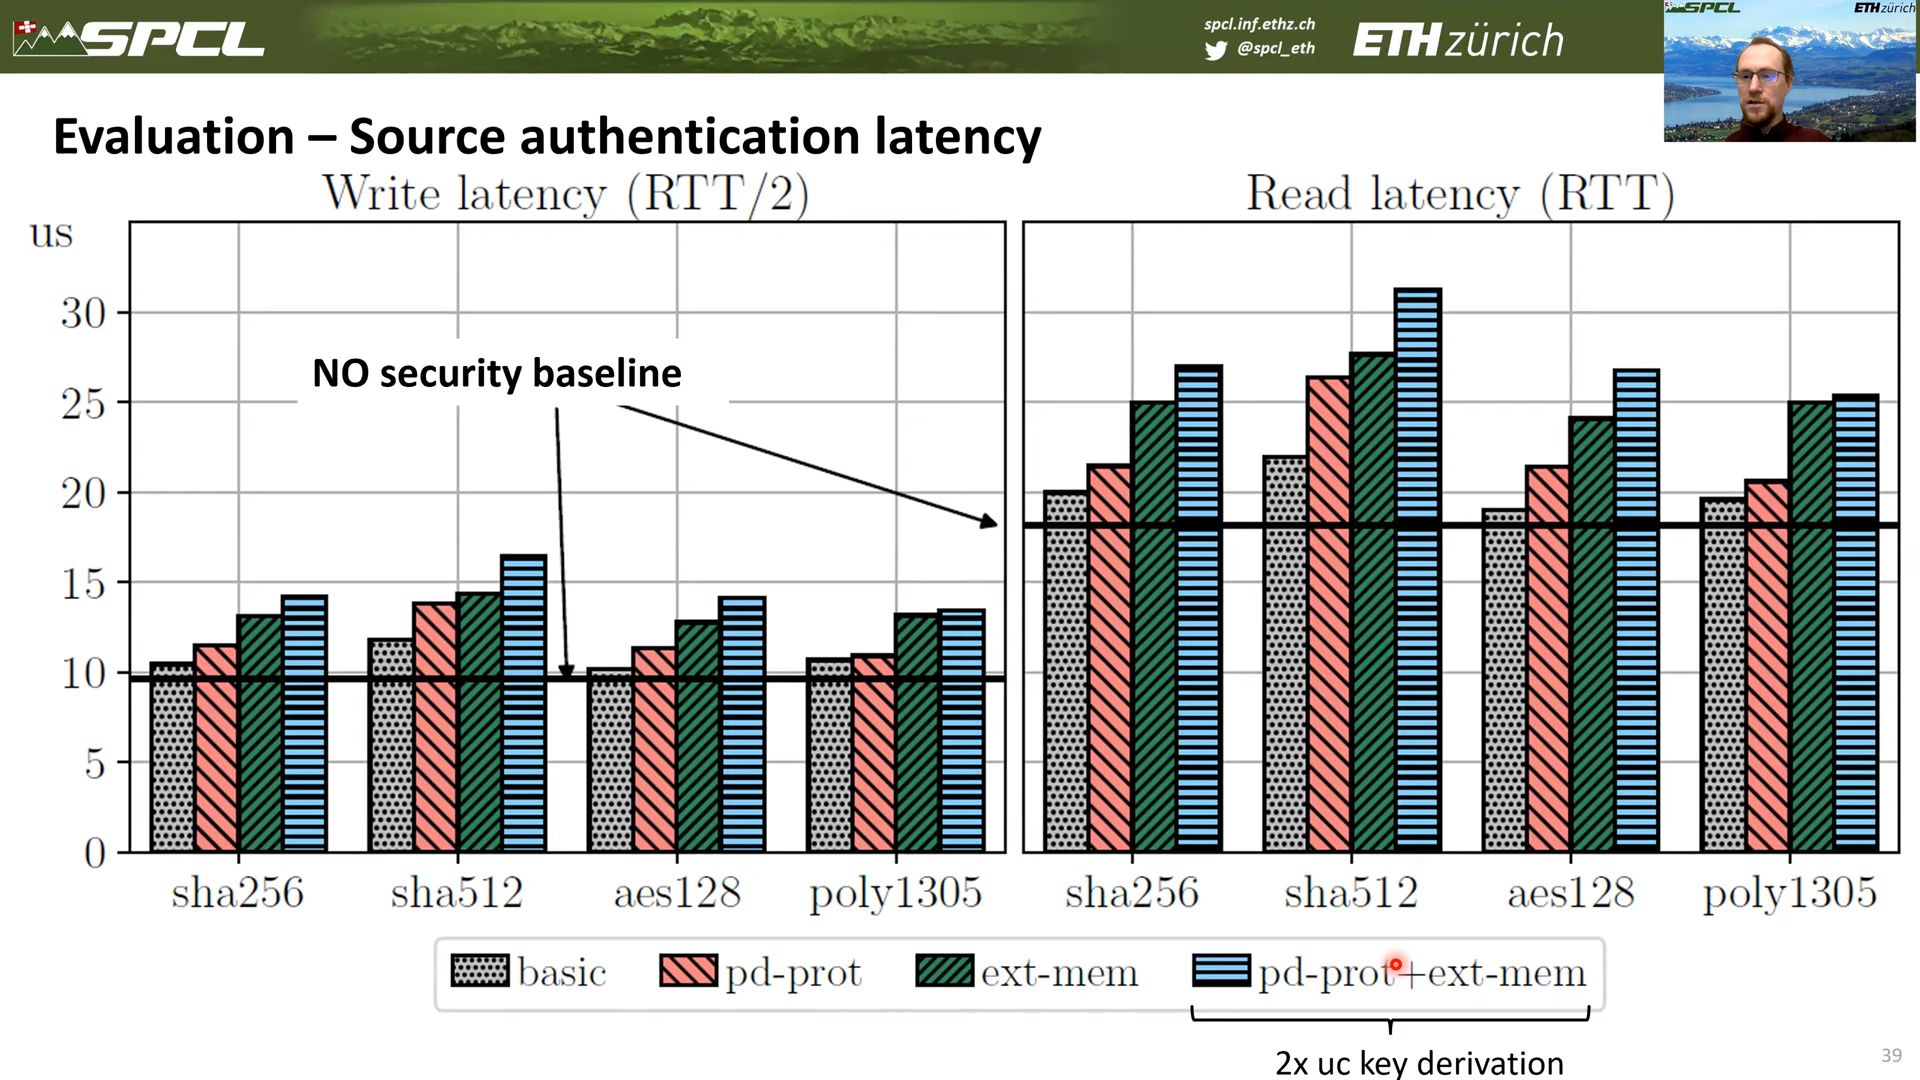 SPCL
spcl.inf.ethz.ch
@spcl_eth
ETH zürich
SPCL
ETH zürich
Evaluation – Source authentication latency
Write latency (RTT/2)
Read latency (RTT)
us
30
25
20
15
10
5
0
NO security baseline
sha256
sha512
aes128
poly1305
sha256
sha512
aes128
poly1305
basic
pd-prot
ext-mem
pd-prot+ext-mem
2x uc key derivation
39